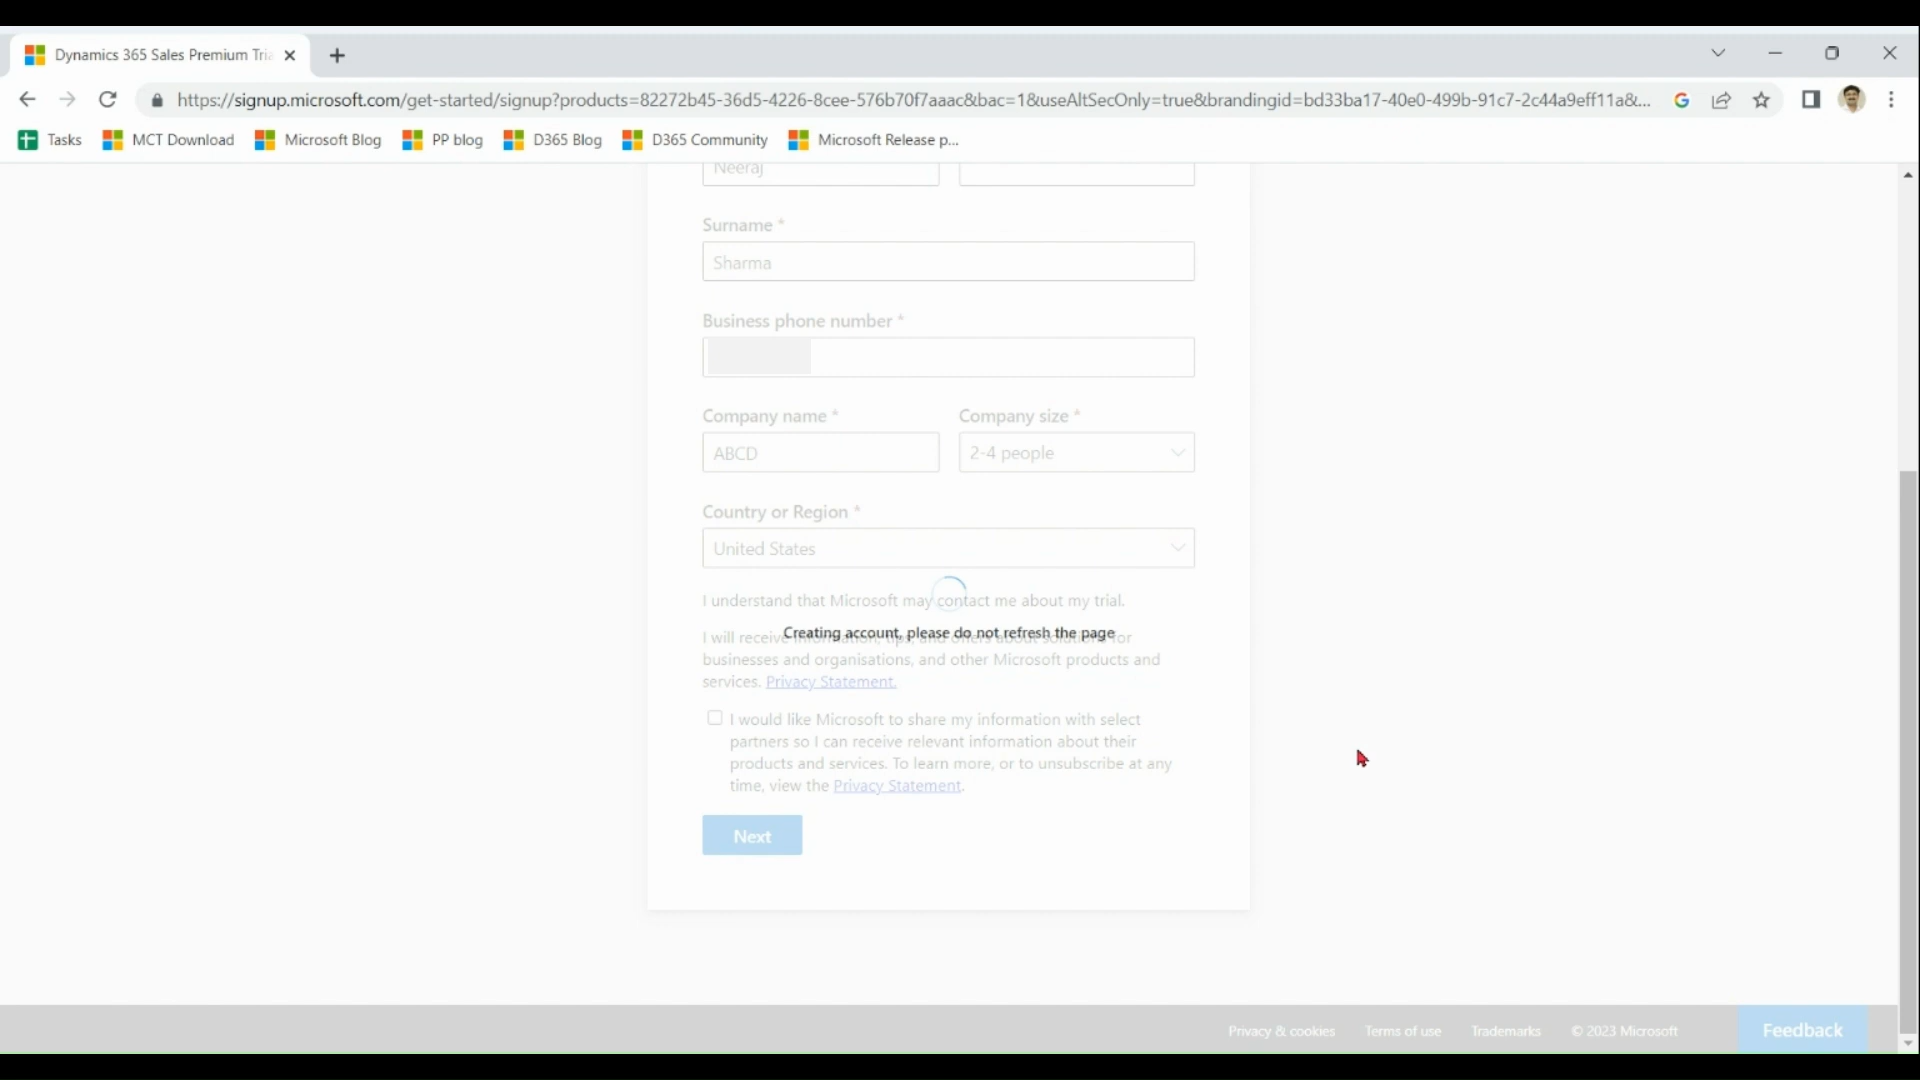 Dynamics 365 Sales Premium Tria
https://signup.microsoft.com/get-started/signup?products=82272b45-36d5-4226-8cee-576b70f7aaac&bac=1&useAltSecOnly=true&brandingid=bd33ba17-40e0-499b-91c7-2c44a9eff11a&...
Tasks MCT Download Microsoft Blog PP blog D365 Blog D365 Community Microsoft Release p...
Neeraj
Surname *
Sharma
Business phone number *
Company name * Company size *
ABCD 2-4 people
Country or Region *
United States
I understand that Microsoft may contact me about my trial.
Creating account, please do not refresh the page
I will receive information, tips, and offers about solutions for
businesses and organisations, and other Microsoft products and
services. Privacy Statement.
I would like Microsoft to share my information with select
partners so I can receive relevant information about their
products and services. To learn more, or to unsubscribe at any
time, view the Privacy Statement.
Next
Privacy & cookies Terms of use Trademarks © 2023 Microsoft Feedback